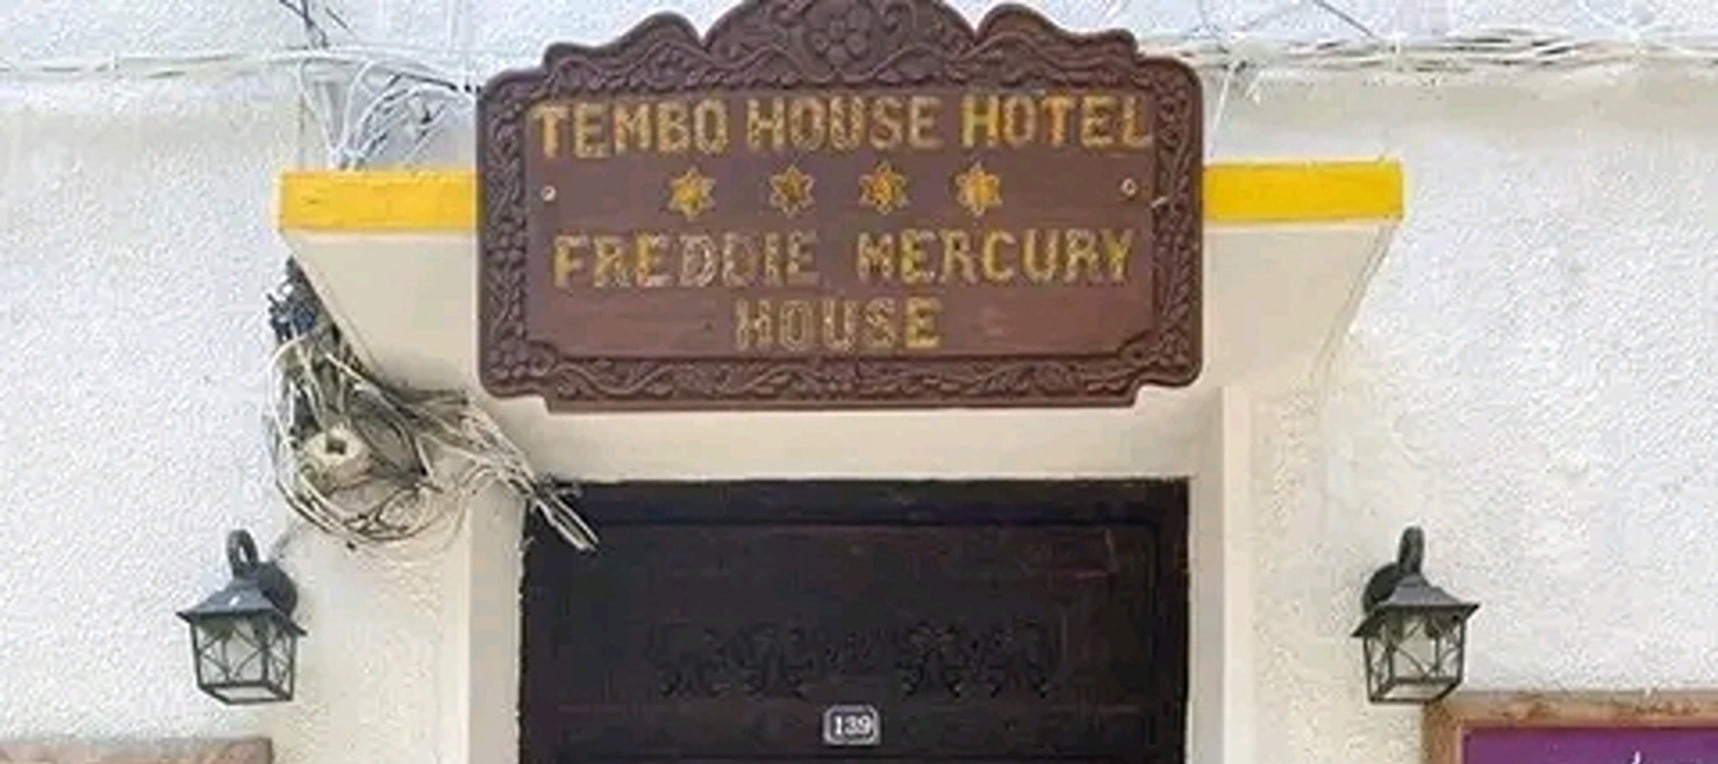 TEMBO HOUSE HOTEL
FREDDIE MERCURY
HOUSE
139